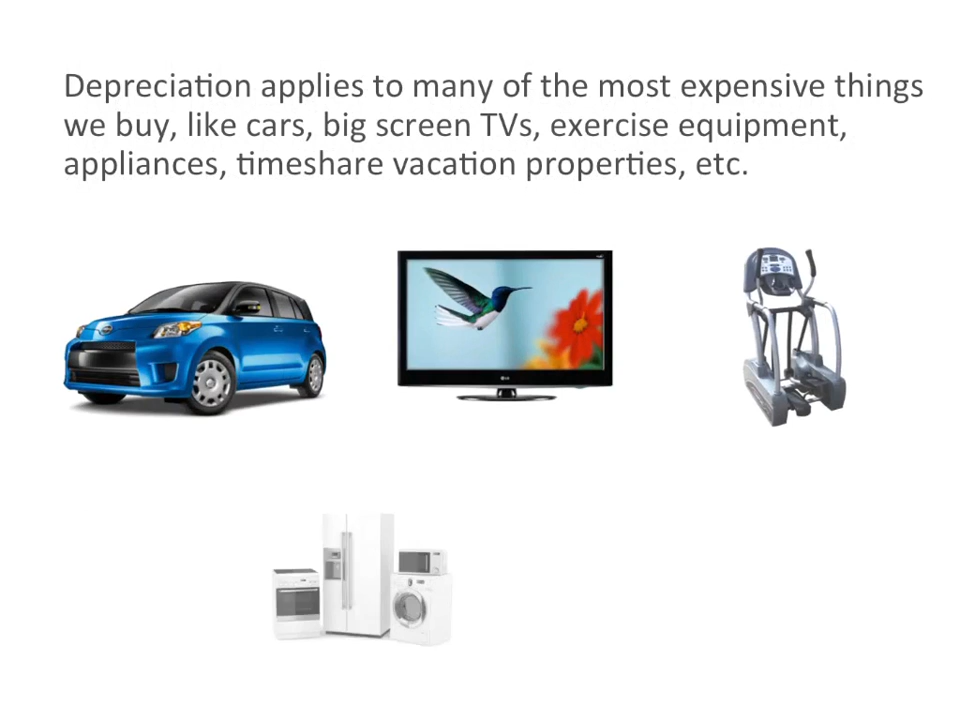 Depreciation applies to many of the most expensive things
we buy, like cars, big screen TVs, exercise equipment,
appliances, timeshare vacation properties, etc.